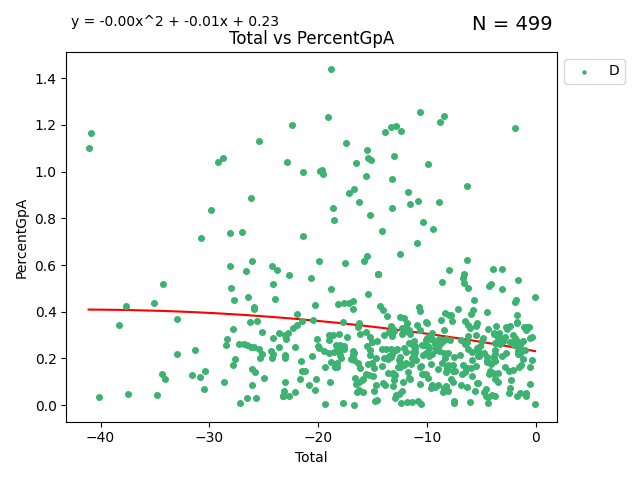 y = -0.00x^2 + -0.01x + 0.23
N = 499
Total vs PercentGpA
D
PercentGpA
1.4
1.2
1.0
0.8
0.6
0.4
0.2
0.0
−40 −30 −20 −10 0
Total